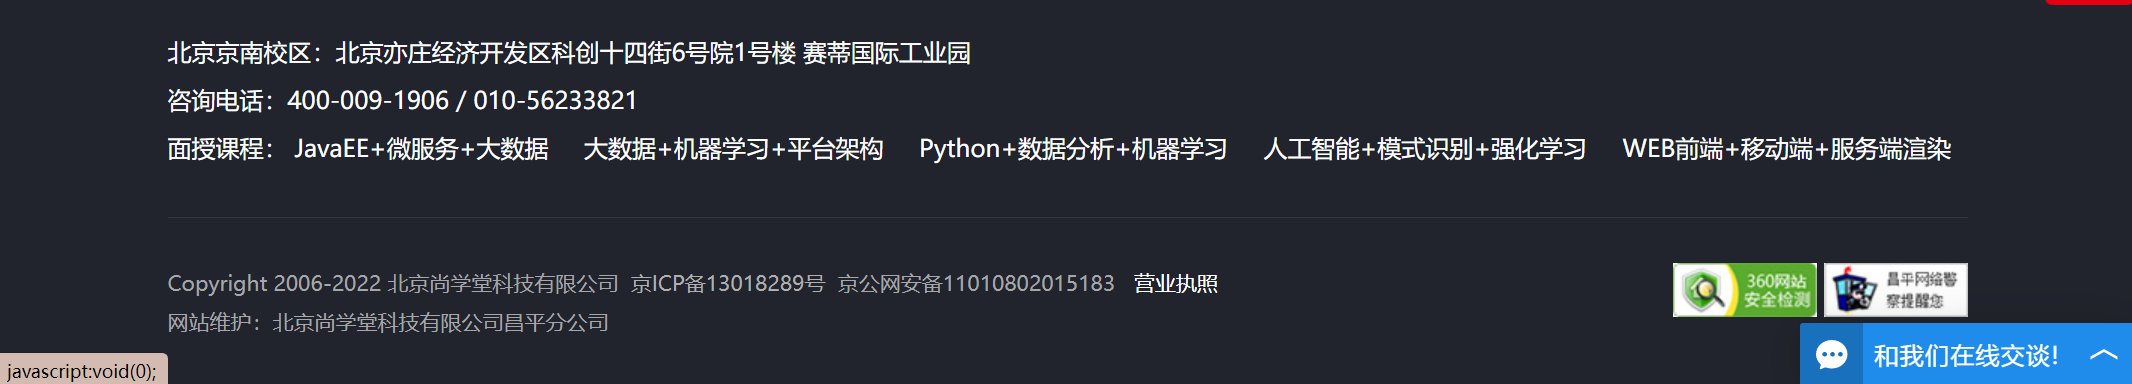 北京京南校区：北京亦庄经济开发区科创十四街6号院1号楼 赛蒂国际工业园
咨询电话：400-009-1906 / 010-56233821
面授课程： JavaEE+微服务+大数据 大数据+机器学习+平台架构 Python+数据分析+机器学习 人工智能+模式识别+强化学习 WEB前端+移动端+服务端渲染
Copyright 2006-2022 北京尚学堂科技有限公司 京ICP备13018289号 京公网安备11010802015183 营业执照
网站维护：北京尚学堂科技有限公司昌平分公司
360网站
安全检测
昌平网络警
察提醒您
和我们在线交谈!
javascript:void(0);